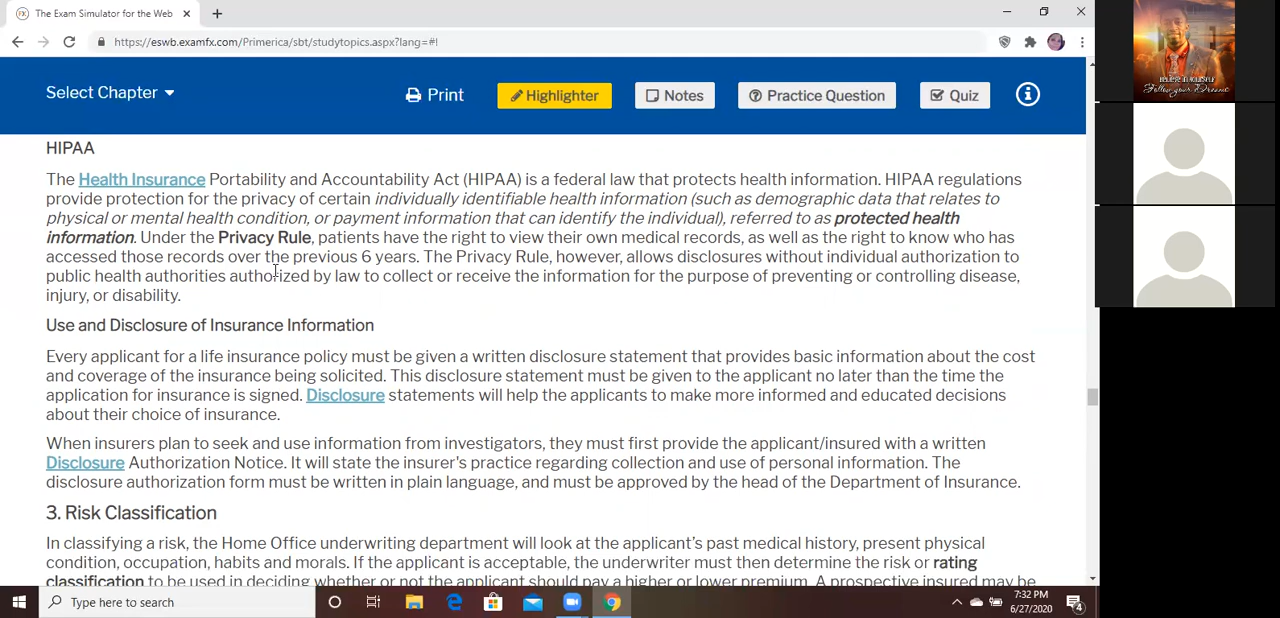 The Exam Simulator for the Web
https://eswb.examfx.com/Primerica/sbt/studytopics.aspx?lang=#!
Select Chapter
Print
Highlighter
Notes
Practice Question
Quiz
HIPAA
The Health Insurance Portability and Accountability Act (HIPAA) is a federal law that protects health information. HIPAA regulations
provide protection for the privacy of certain individually identifiable health information (such as demographic data that relates to
physical or mental health condition, or payment information that can identify the individual), referred to as protected health
information. Under the Privacy Rule, patients have the right to view their own medical records, as well as the right to know who has
accessed those records over the previous 6 years. The Privacy Rule, however, allows disclosures without individual authorization to
public health authorities authorized by law to collect or receive the information for the purpose of preventing or controlling disease,
injury, or disability.
Use and Disclosure of Insurance Information
Every applicant for a life insurance policy must be given a written disclosure statement that provides basic information about the cost
and coverage of the insurance being solicited. This disclosure statement must be given to the applicant no later than the time the
application for insurance is signed. Disclosure statements will help the applicants to make more informed and educated decisions
about their choice of insurance.
When insurers plan to seek and use information from investigators, they must first provide the applicant/insured with a written
Disclosure Authorization Notice. It will state the insurer's practice regarding collection and use of personal information. The
disclosure authorization form must be written in plain language, and must be approved by the head of the Department of Insurance.
3. Risk Classification
In classifying a risk, the Home Office underwriting department will look at the applicant's past medical history, present physical
condition, occupation, habits and morals. If the applicant is acceptable, the underwriter must then determine the risk or rating
classification to be used in deciding whether or not the applicant should pay a higher or lower premium. A prospective insured may be
Type here to search
7:32 PM
6/27/2020
4
BELIEVE IN YOURSELF
Follow your Dreams